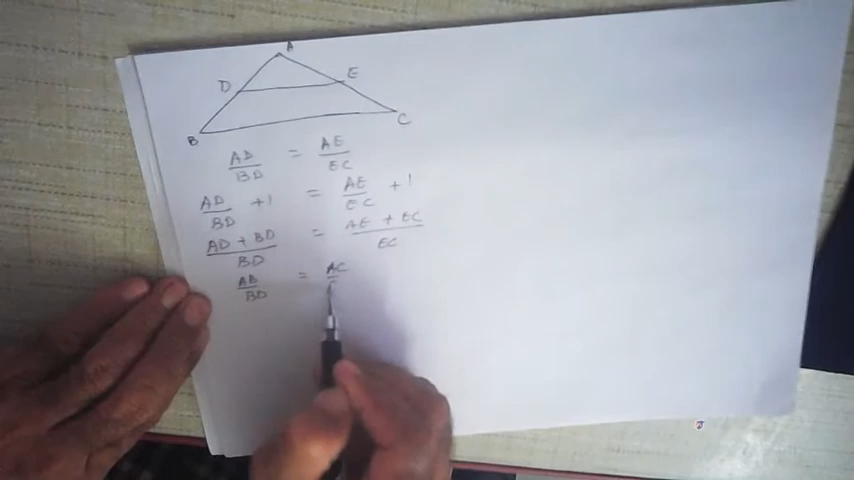 A
D E
B C
AD/BD = AE/EC
AD/BD + 1 = AE/EC + 1
AD + BD/BD = AE + EC/EC
AB/BD = AC/